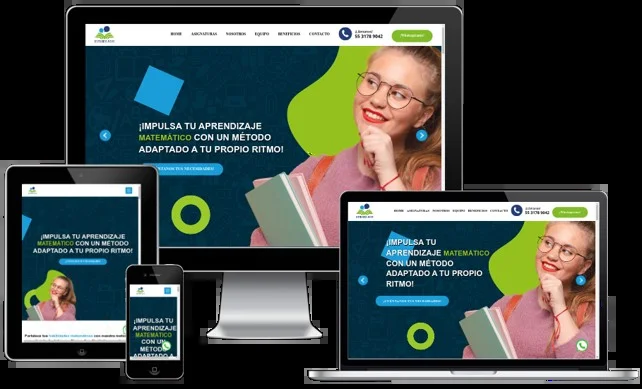 HOME ASIGNATURAS NOSOTROS EQUIPO BENEFICIOS CONTACTO
55 3178 9042
¡IMPULSA TU APRENDIZAJE
MATEMÁTICO CON UN MÉTODO
ADAPTADO A TU PROPIO RITMO!
¡IMPULSA TU APRENDIZAJE
MATEMÁTICO CON UN MÉTODO
ADAPTADO A TU PROPIO RITMO!
¡IMPULSA TU
APRENDIZAJE
MATEMÁTICO
CON UN
MÉTODO
ADAPTADO A
HOME ASIGNATURAS NOSOTROS EQUIPO BENEFICIOS CONTACTO
55 3178 9042
¡IMPULSA TU
APRENDIZAJE MATEMÁTICO
CON UN MÉTODO
ADAPTADO A TU PROPIO
RITMO!